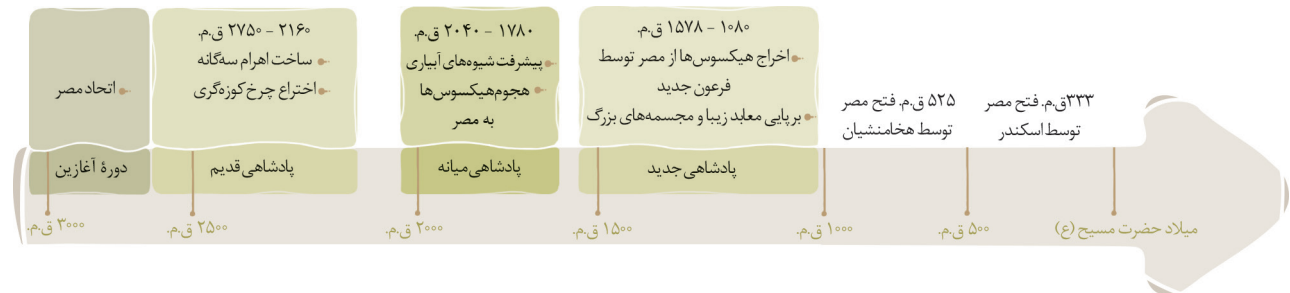 اتحاد مصر
دورهٔ آغازین
۳۰۰۰ ق.م.
۲۱۶۰ – ۲۷۵۰ ق.م.
ساخت اهرام سه‌گانه
اختراع چرخ کوزه‌گری
پادشاهی قدیم
۲۵۰۰ ق.م.
۱۷۸۰ – ۲۰۴۰ ق.م.
پیشرفت شیوه‌های آبیاری
هجوم هیکسوس‌ها
به مصر
پادشاهی میانه
۲۰۰۰ ق.م.
۱۰۸۰ – ۱۵۷۸ ق.م.
اخراج هیکسوس‌ها از مصر توسط
فرعون جدید
برپایی معابد زیبا و مجسمه‌های بزرگ
پادشاهی جدید
۱۵۰۰ ق.م.
۱۰۰۰ ق.م.
۵۲۵ ق.م. فتح مصر
توسط هخامنشیان
۵۰۰ ق.م.
۳۳۳ق.م. فتح مصر
توسط اسکندر
میلاد حضرت مسیح (ع)